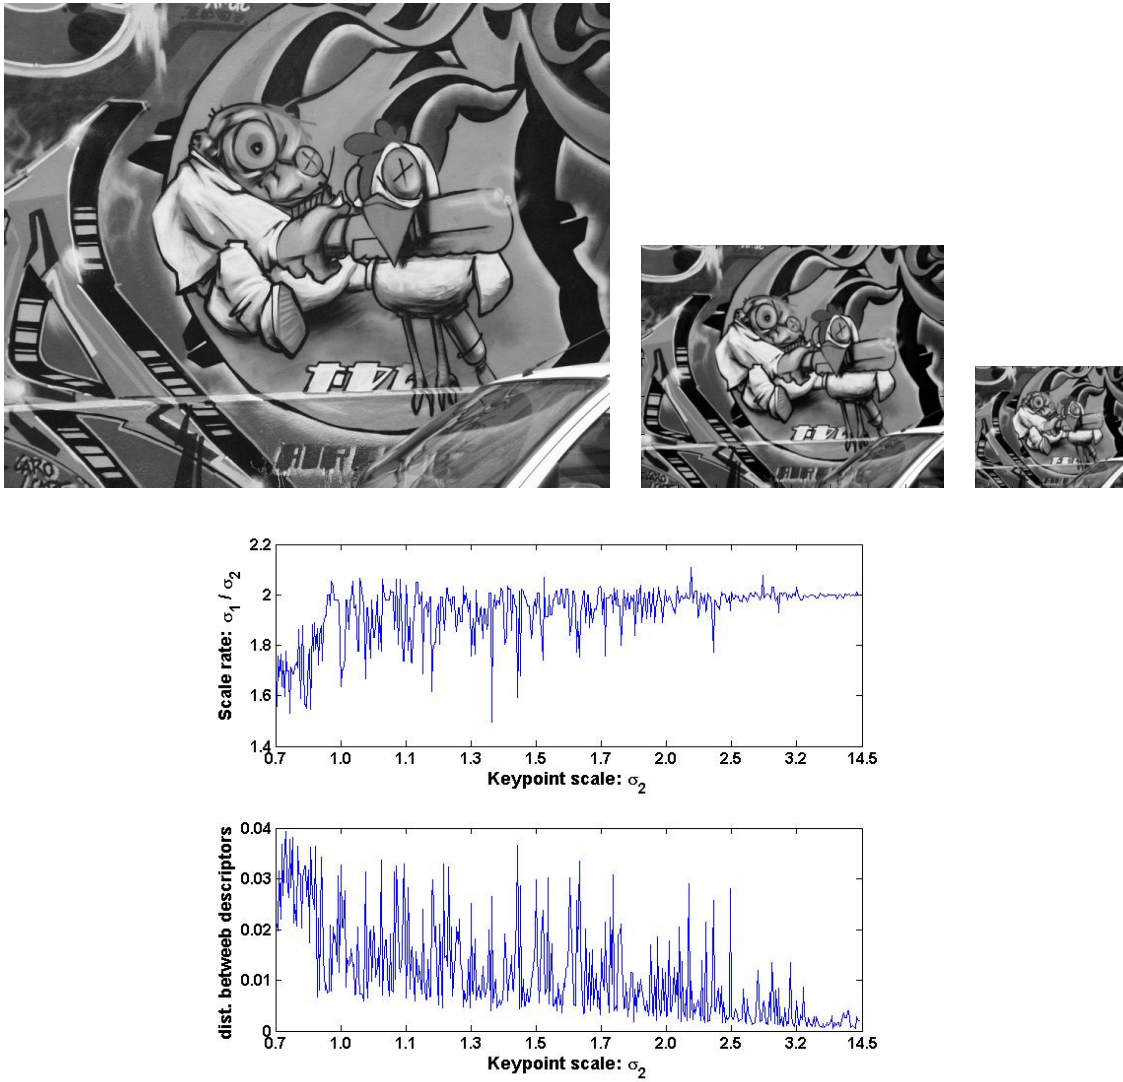 2.2
2
1.8
1.6
1.4
Scale rate: σ1 / σ2
0.7 1.0 1.1 1.3 1.5 1.7 2.0 2.5 3.2 14.5
Keypoint scale: σ2
0.04
0.03
0.02
0.01
0
dist. betweeb descriptors
0.7 1.0 1.1 1.3 1.5 1.7 2.0 2.5 3.2 14.5
Keypoint scale: σ2